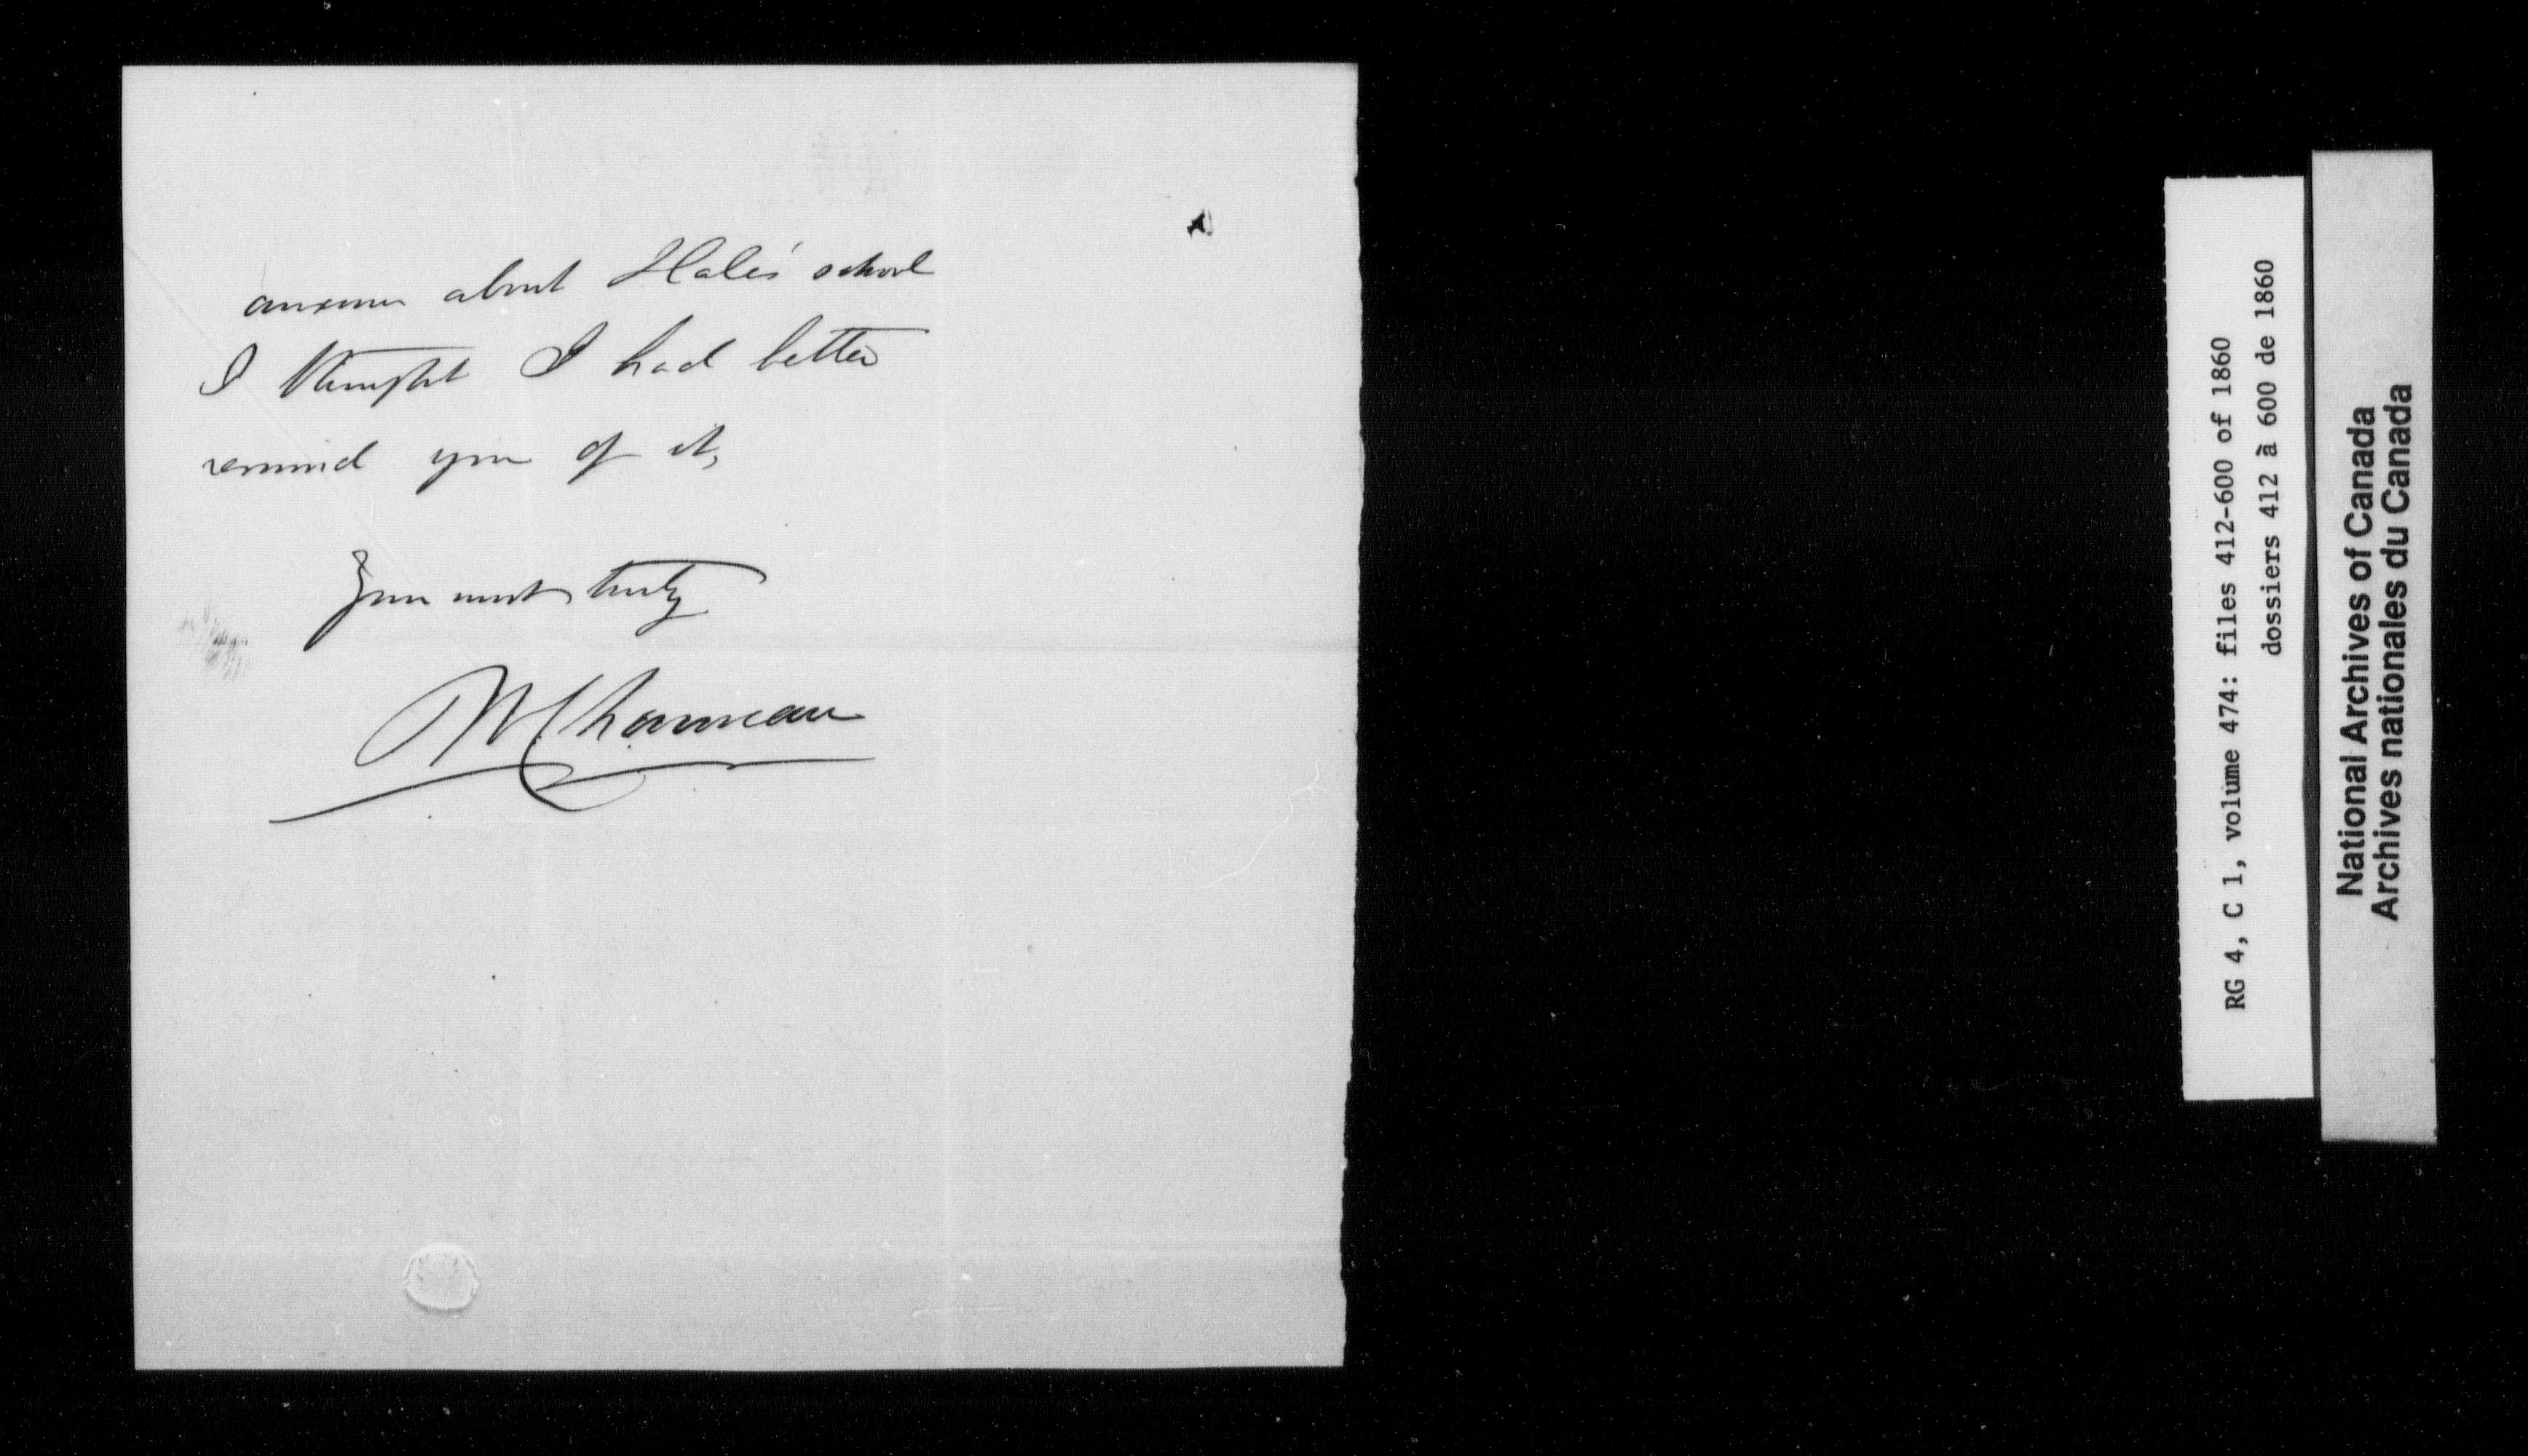 answer about Hale's school
I thought I had better
remind you of it,
Yours most truly
Chauveau
RG 4, C 1, volume 474: files 412-600 of 1860
dossiers 412 à 600 de 1860
National Archives of Canada
Archives nationales du Canada